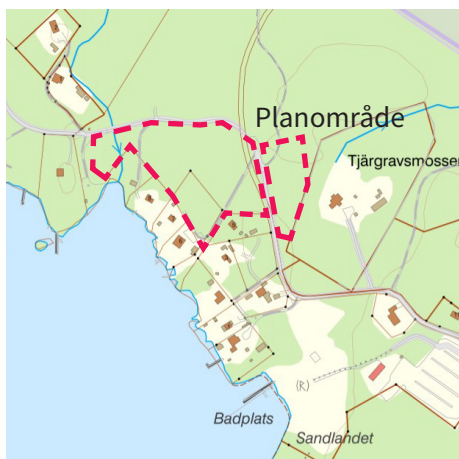 Planområde
Tjärgravsmossen
(R)
Badplats
Sandlandet